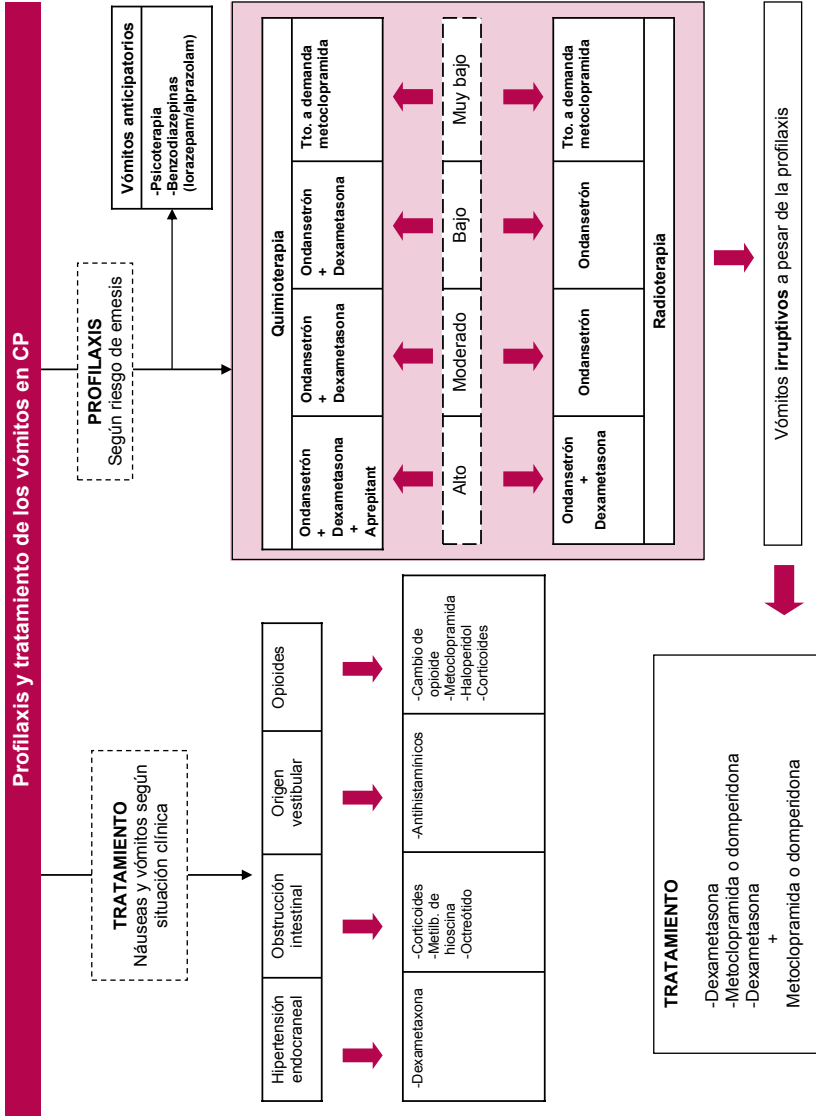 Profilaxis y tratamiento de los vómitos en CP
TRATAMIENTO
Náuseas y vómitos según
situación clínica
Hipertensión
endocraneal
Obstrucción
intestinal
Origen
vestibular
Opioides
-Dexametaxona
-Corticoides
-Metilb. de
hioscina
-Octreótido
-Antihistamínicos
-Cambio de
opioide
-Metoclopramida
-Haloperidol
-Corticoides
PROFILAXIS
Según riesgo de emesis
Vómitos anticipatorios
-Psicoterapia
-Benzodiazepinas
(lorazepam/alprazolam)
Quimioterapia
Ondansetrón
+
Dexametasona
+
Aprepitant
Ondansetrón
+
Dexametasona
Ondansetrón
+
Dexametasona
Tto. a demanda
metoclopramida
Alto
Moderado
Bajo
Muy bajo
Ondansetrón
+
Dexametasona
Ondansetrón
Ondansetrón
Tto. a demanda
metoclopramida
Radioterapia
Vómitos irruptivos a pesar de la profilaxis
TRATAMIENTO
-Dexametasona
-Metoclopramida o domperidona
-Dexametasona
+
Metoclopramida o domperidona